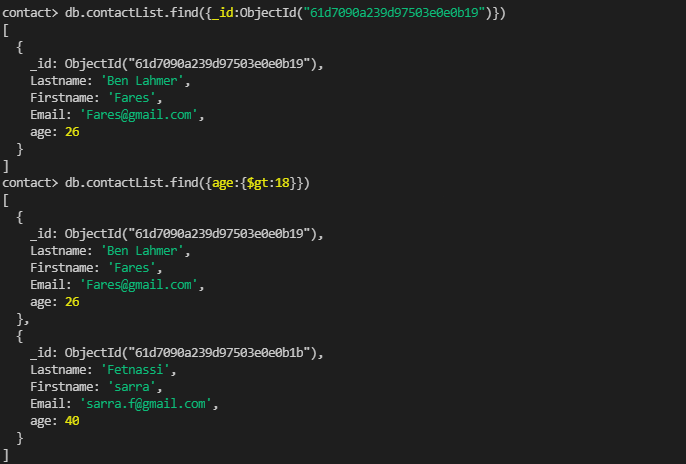 contact> db.contactList.find({_id:ObjectId("61d7090a239d97503e0e0b19")})
[
  {
    _id: ObjectId("61d7090a239d97503e0e0b19"),
    Lastname: 'Ben Lahmer',
    Firstname: 'Fares',
    Email: 'Fares@gmail.com',
    age: 26
  }
]
contact> db.contactList.find({age:{$gt:18}})
[
  {
    _id: ObjectId("61d7090a239d97503e0e0b19"),
    Lastname: 'Ben Lahmer',
    Firstname: 'Fares',
    Email: 'Fares@gmail.com',
    age: 26
  },
  {
    _id: ObjectId("61d7090a239d97503e0e0b1b"),
    Lastname: 'Fetnassi',
    Firstname: 'sarra',
    Email: 'sarra.f@gmail.com',
    age: 40
  }
]